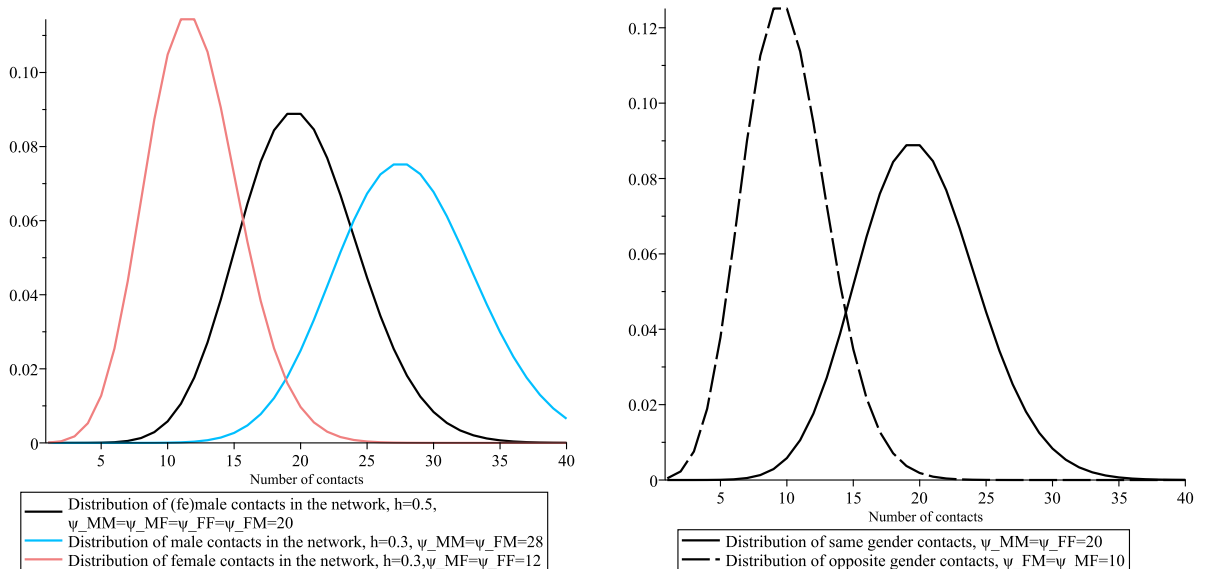 0.10
0.08
0.06
0.04
0.02
0
5 10 15 20 25 30 35 40
Number of contacts
Distribution of (fe)male contacts in the network, h=0.5,
ψ_MM=ψ_MF=ψ_FF=ψ_FM=20
Distribution of male contacts in the network, h=0.3, ψ_MM=ψ_FM=28
Distribution of female contacts in the network, h=0.3,ψ_MF=ψ_FF=12
0.12
0.10
0.08
0.06
0.04
0.02
0
5 10 15 20 25 30 35 40
Number of contacts
Distribution of same gender contacts, ψ_MM=ψ_FF=20
Distribution of opposite gender contacts, ψ_FM=ψ_MF=10